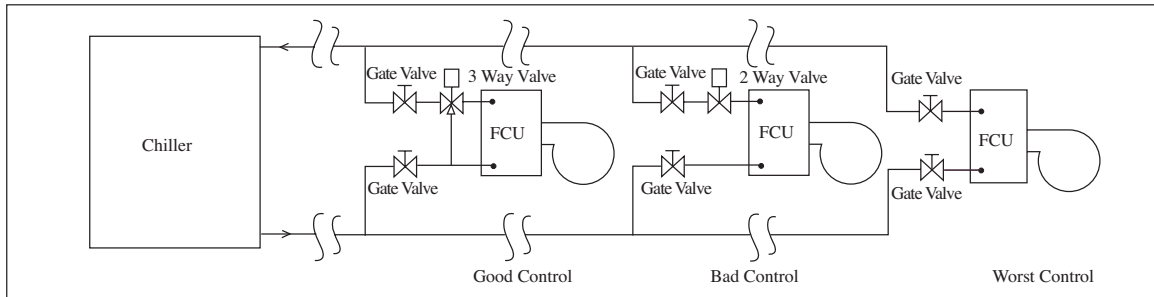 Gate Valve
3 Way Valve
Gate Valve
2 Way Valve
Gate Valve
Chiller
FCU
FCU
FCU
Gate Valve
Gate Valve
Gate Valve
Good Control
Bad Control
Worst Control